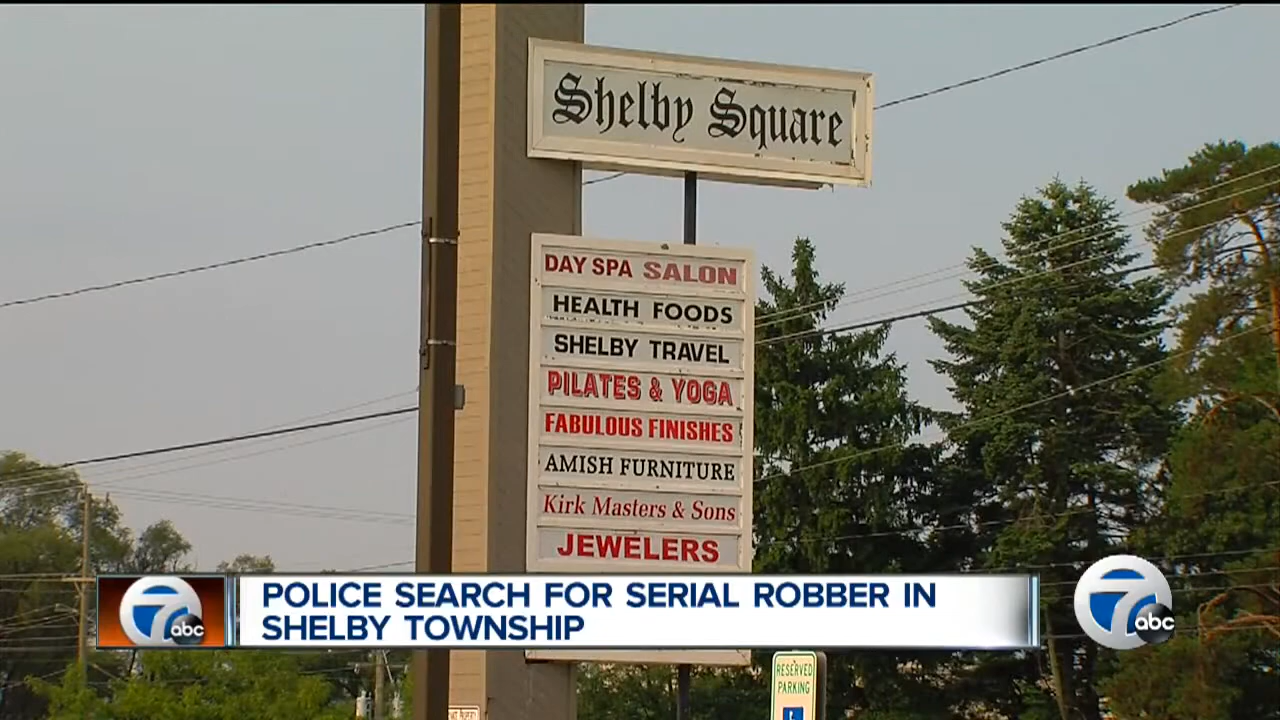 Shelby Square
DAY SPA SALON
HEALTH FOODS
SHELBY TRAVEL
PILATES & YOGA
FABULOUS FINISHES
AMISH FURNITURE
Kirk Masters & Sons
JEWELERS
7 abc
POLICE SEARCH FOR SERIAL ROBBER IN
SHELBY TOWNSHIP
7 abc
RESERVED
PARKING